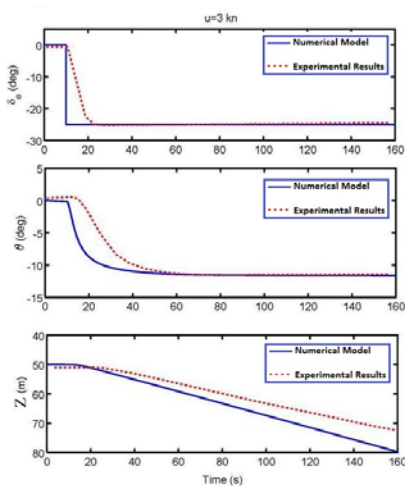 u=3 kn
0
-10
-20
-30
δe (deg)
Numerical Model
Experimental Results
0 20 40 60 80 100 120 140 160
5
0
-5
-10
-15
θ (deg)
Numerical Model
Experimental Results
0 20 40 60 80 100 120 140 160
40
50
60
70
80
Z (m)
Numerical Model
Experimental Results
0 20 40 60 80 100 120 140 160
Time (s)